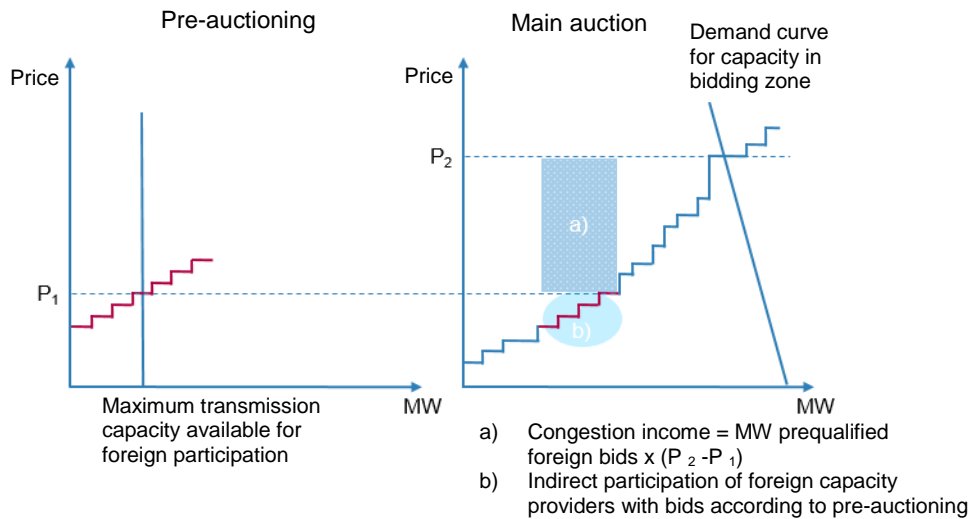 Pre-auctioning
Main auction
Demand curve
for capacity in
bidding zone
Price
Price
P2
a)
P1
b)
MW
MW
Maximum transmission
capacity available for
foreign participation
a) Congestion income = MW prequalified
foreign bids x (P 2 -P 1)
b) Indirect participation of foreign capacity
providers with bids according to pre-auctioning